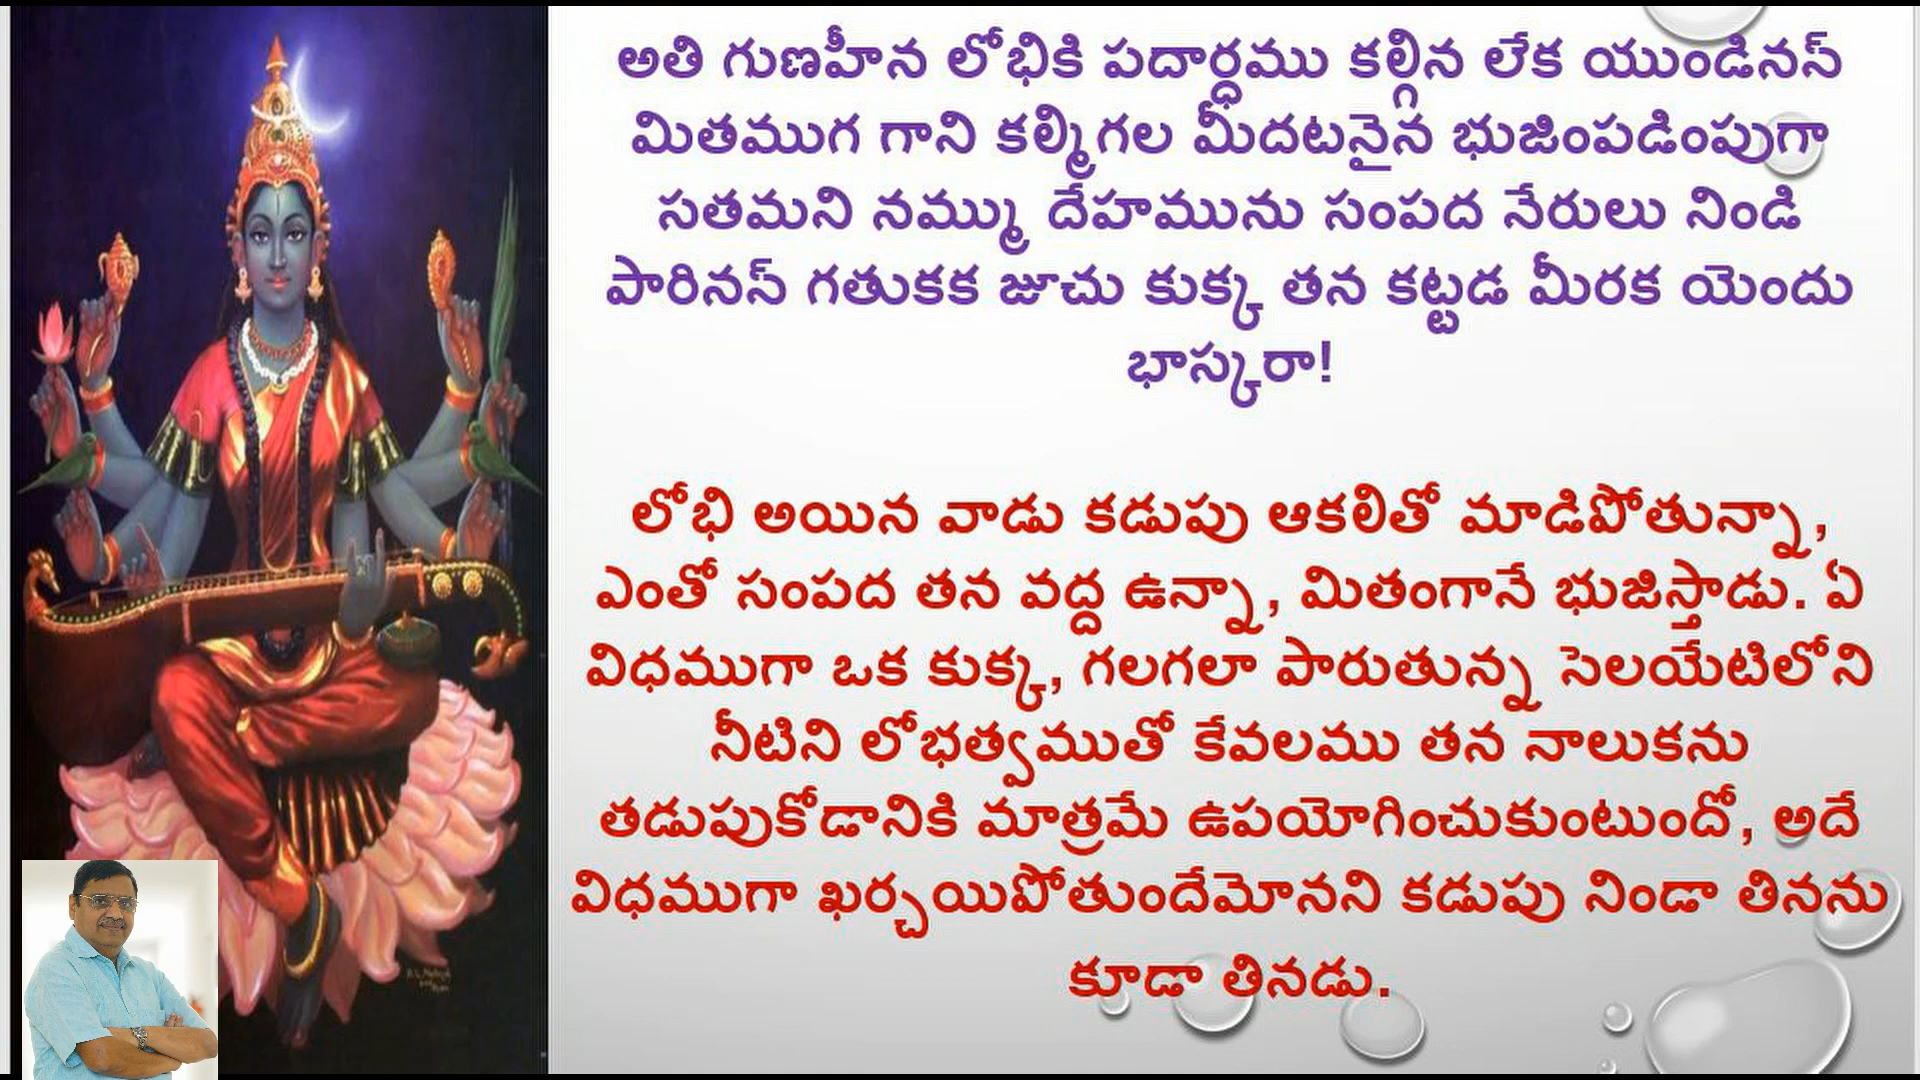 అతి గుణహీన లోభికి పదార్థము కల్గిన లేక యుండినన్
మితముగ గాని కల్మిగల మీదటనైన భుజింపడింపుగా
సతమని నమ్ము దేహమును సంపద నేరులు నిండి
పారినన్ గతుకక జూచు కుక్క తన కట్టడ మీరక యెందు
భాస్కరా!
లోభి అయిన వాడు కడుపు ఆకలితో మాడిపోతున్నా,
ఎంతో సంపద తన వద్ద ఉన్నా, మితంగానే భుజిస్తాడు. ఏ
విధముగా ఒక కుక్క, గలగలా పారుతున్న సెలయేటిలోని
నీటిని లోభత్వముతో కేవలము తన నాలుకను
తడుపుకోడానికి మాత్రమే ఉపయోగించుకుంటుందో, అదే
విధముగా ఖర్చయిపోతుందేమోనని కడుపు నిండా తినను
కూడా తినడు.